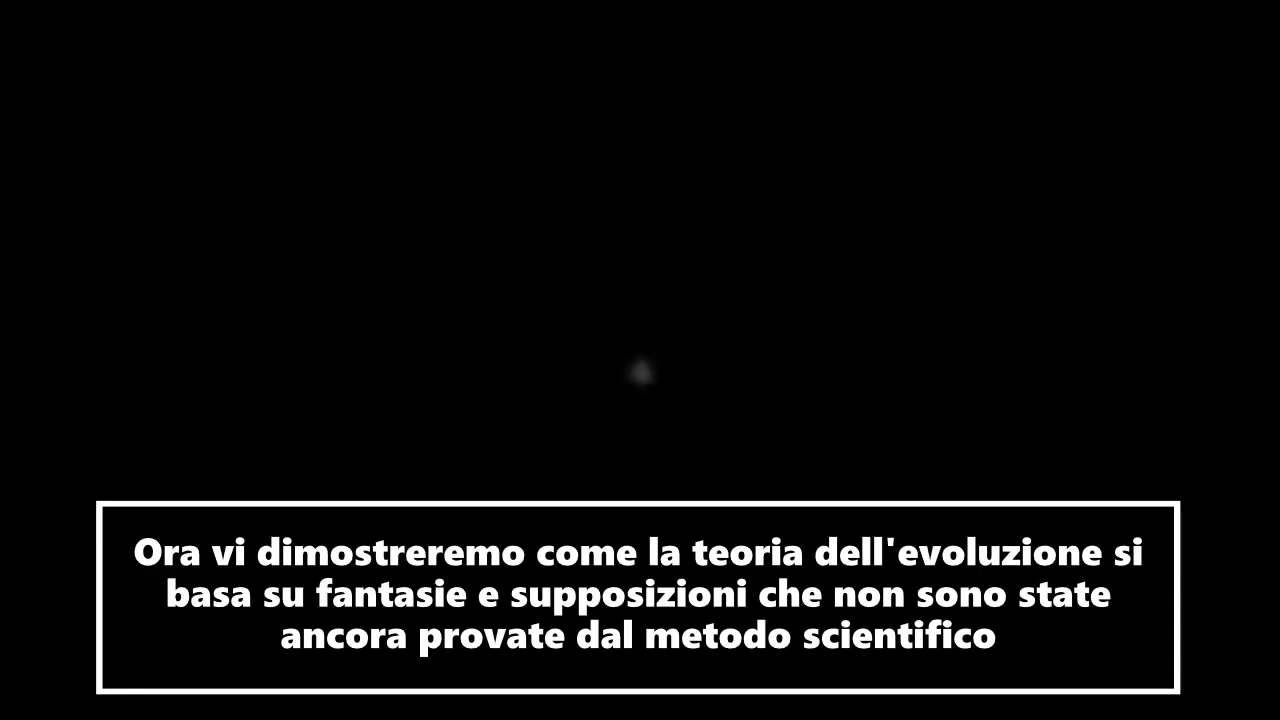 Ora vi dimostreremo come la teoria dell'evoluzione si
basa su fantasie e supposizioni che non sono state
ancora provate dal metodo scientifico